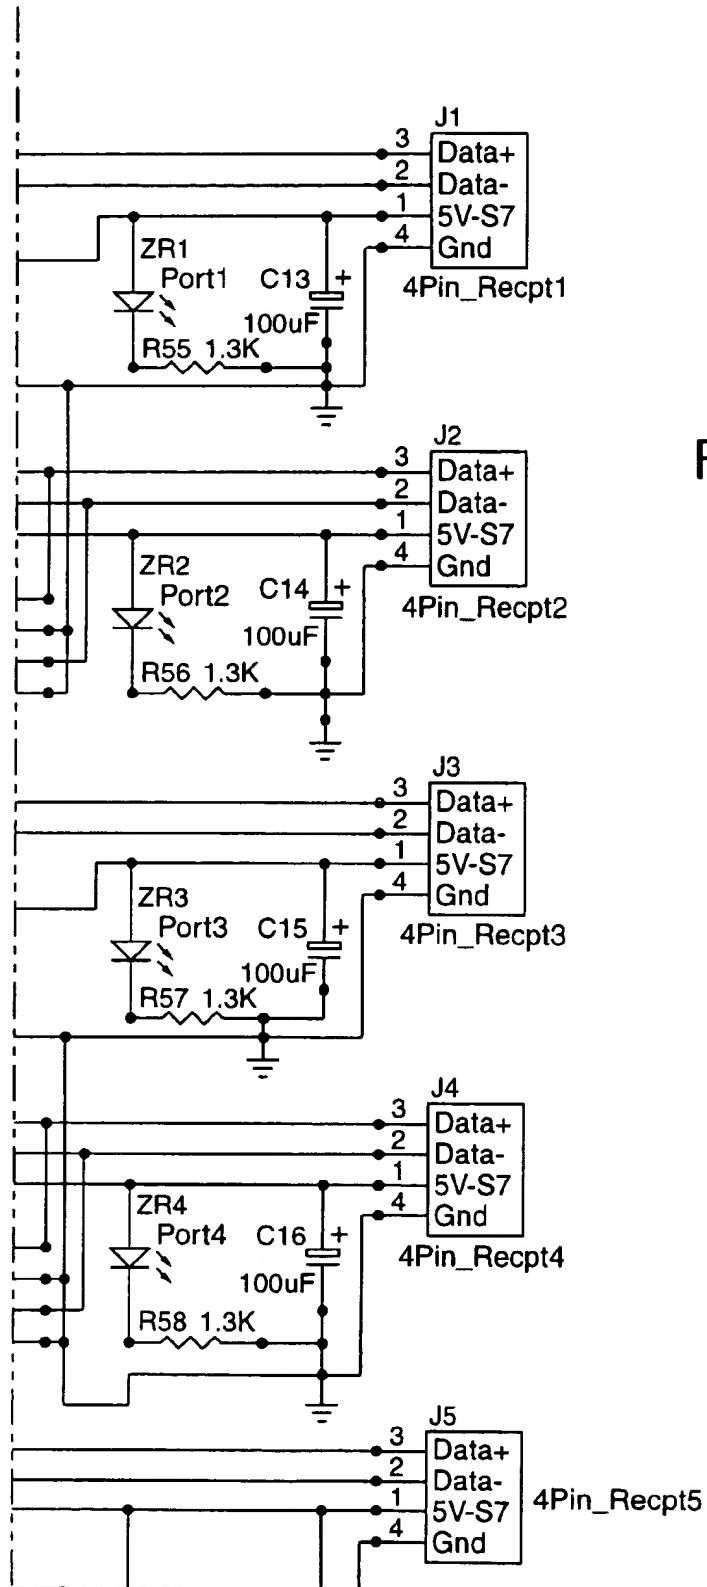 J1
3 Data+
2 Data-
1 5V-S7
4 Gnd
4Pin_Recpt1
ZR1
Port1
C13 +
100uF
R55 1.3K
J2
3 Data+
2 Data-
1 5V-S7
4 Gnd
4Pin_Recpt2
ZR2
Port2
C14 +
100uF
R56 1.3K
J3
3 Data+
2 Data-
1 5V-S7
4 Gnd
4Pin_Recpt3
ZR3
Port3
C15 +
100uF
R57 1.3K
J4
3 Data+
2 Data-
1 5V-S7
4 Gnd
4Pin_Recpt4
ZR4
Port4
C16 +
100uF
R58 1.3K
J5
3 Data+
2 Data-
1 5V-S7
4 Gnd
4Pin_Recpt5